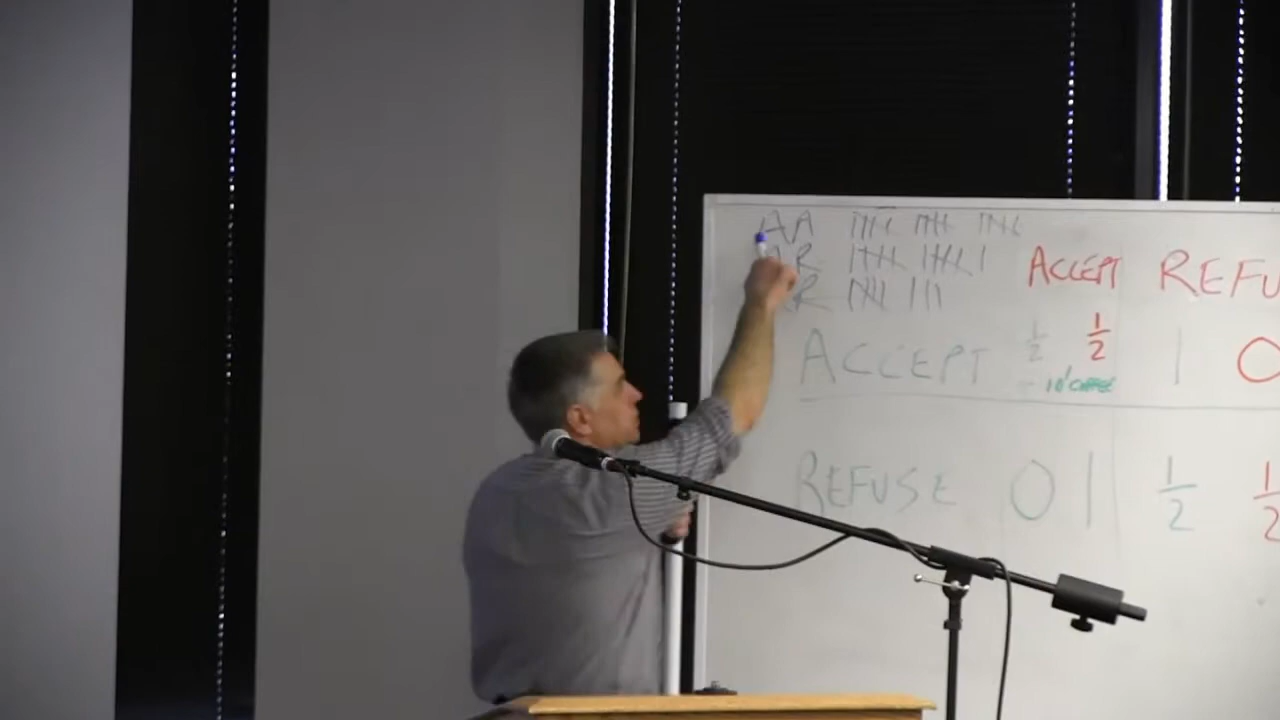 AA
AR
RR
ACCEPT REFU
ACCEPT 1/2 1/2 1 0
10' COFFEE
REFUSE 0 1 1/2 1/2